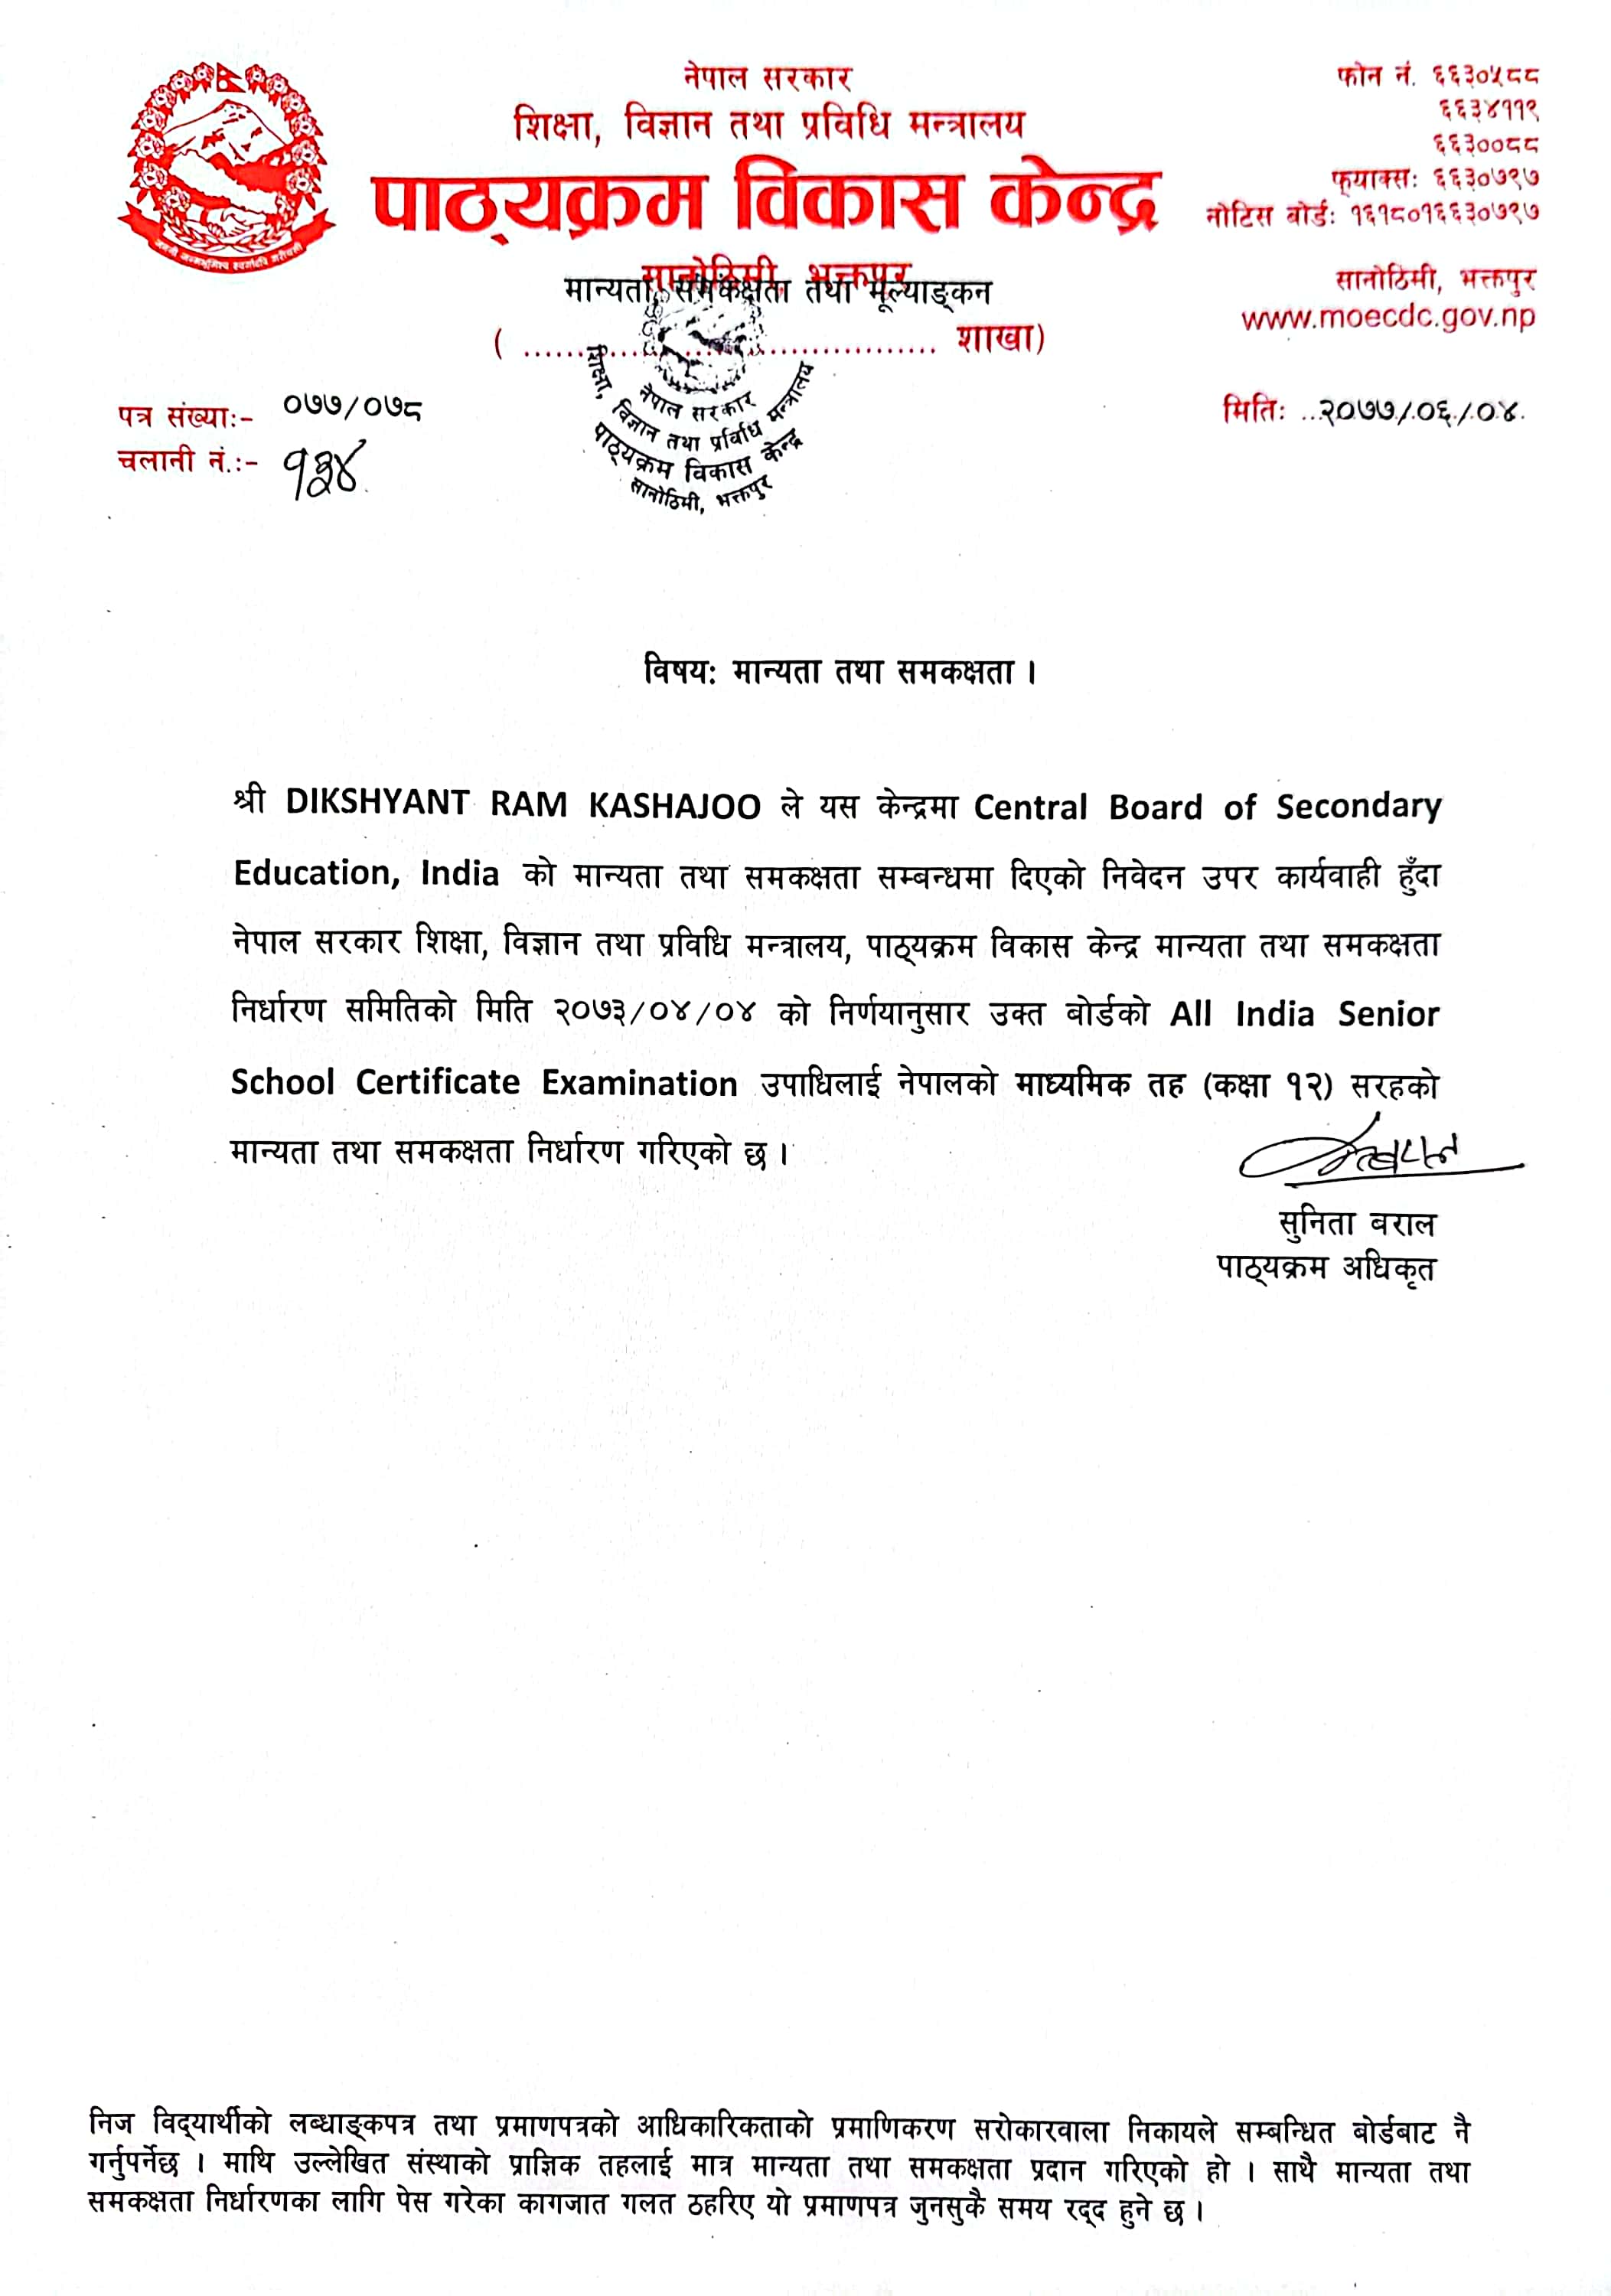 नेपाल सरकार
शिक्षा, विज्ञान तथा प्रविधि मन्त्रालय
पाठ्यक्रम विकास केन्द्र
सानोठिमी, भक्तपुर
मान्यता, समकक्षता तथा मूल्याङ्कन
( ........................................ शाखा)
फोन नं. ६६३०५८८
६६३४११९
६६३००८८
फ्याक्सः ६६३०७९७
नोटिस बोर्डः १६१८०१६६३०७९७
सानोठिमी, भक्तपुर
www.moecdc.gov.np
पत्र संख्याः- ०७७/०७८
चलानी नं.:- १३४
मितिः ..२०७७/०६/०४.
नेपाल सरकार
शिक्षा, विज्ञान तथा प्रविधि मन्त्रालय
पाठ्यक्रम विकास केन्द्र
सानोठिमी, भक्तपुर
विषय: मान्यता तथा समकक्षता ।
श्री DIKSHYANT RAM KASHAJOO ले यस केन्द्रमा Central Board of Secondary
Education, India को मान्यता तथा समकक्षता सम्बन्धमा दिएको निवेदन उपर कार्यवाही हुँदा
नेपाल सरकार शिक्षा, विज्ञान तथा प्रविधि मन्त्रालय, पाठ्यक्रम विकास केन्द्र मान्यता तथा समकक्षता
निर्धारण समितिको मिति २०७३/०४/०४ को निर्णयानुसार उक्त बोर्डको All India Senior
School Certificate Examination उपाधिलाई नेपालको माध्यमिक तह (कक्षा १२) सरहको
मान्यता तथा समकक्षता निर्धारण गरिएको छ ।
सुनिता बराल
पाठ्यक्रम अधिकृत
निज विद्यार्थीको लब्धाङ्कपत्र तथा प्रमाणपत्रको आधिकारिकताको प्रमाणिकरण सरोकारवाला निकायले सम्बन्धित बोर्डबाट नै
गर्नुपर्नेछ । माथि उल्लेखित संस्थाको प्राज्ञिक तहलाई मात्र मान्यता तथा समकक्षता प्रदान गरिएको हो । साथै मान्यता तथा
समकक्षता निर्धारणका लागि पेस गरेका कागजात गलत ठहरिए यो प्रमाणपत्र जुनसुकै समय रद्द हुने छ ।